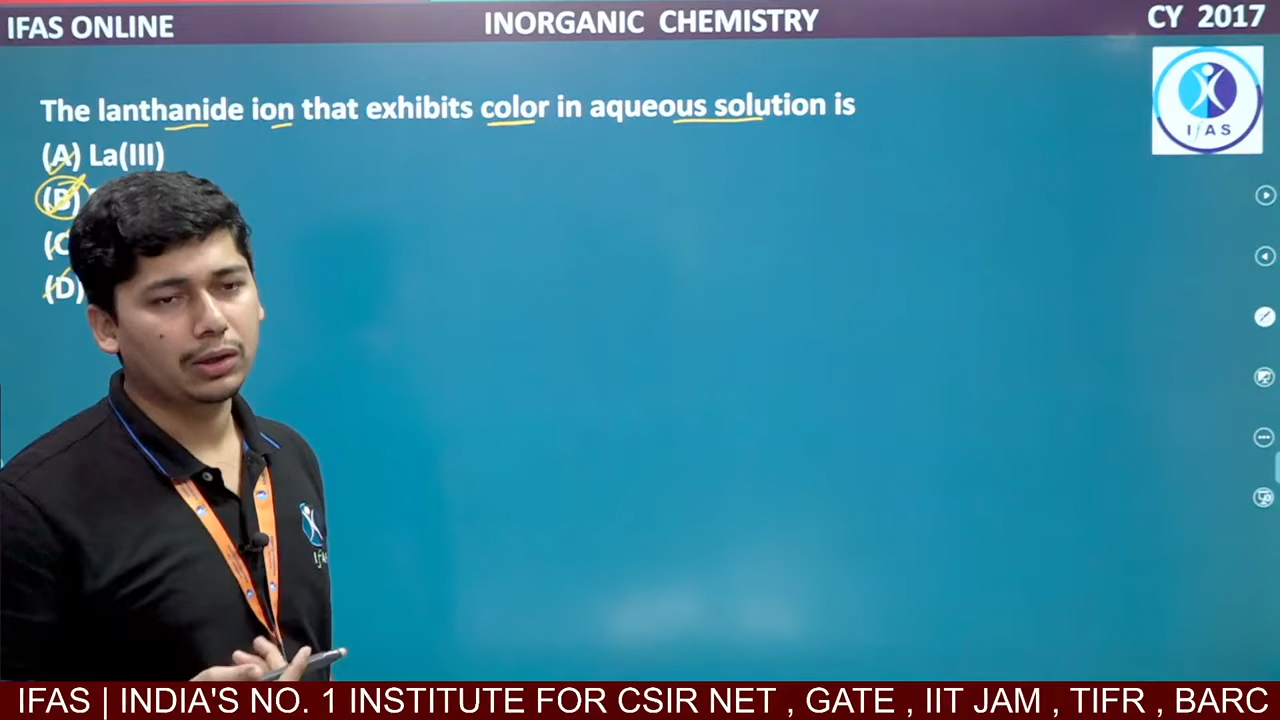 IFAS ONLINE
INORGANIC CHEMISTRY
CY 2017
The lanthanide ion that exhibits color in aqueous solution is
(A) La(III)
(B)
(C
(D)
IFAS
IFAS
IFAS | INDIA'S NO. 1 INSTITUTE FOR CSIR NET , GATE , IIT JAM , TIFR , BARC